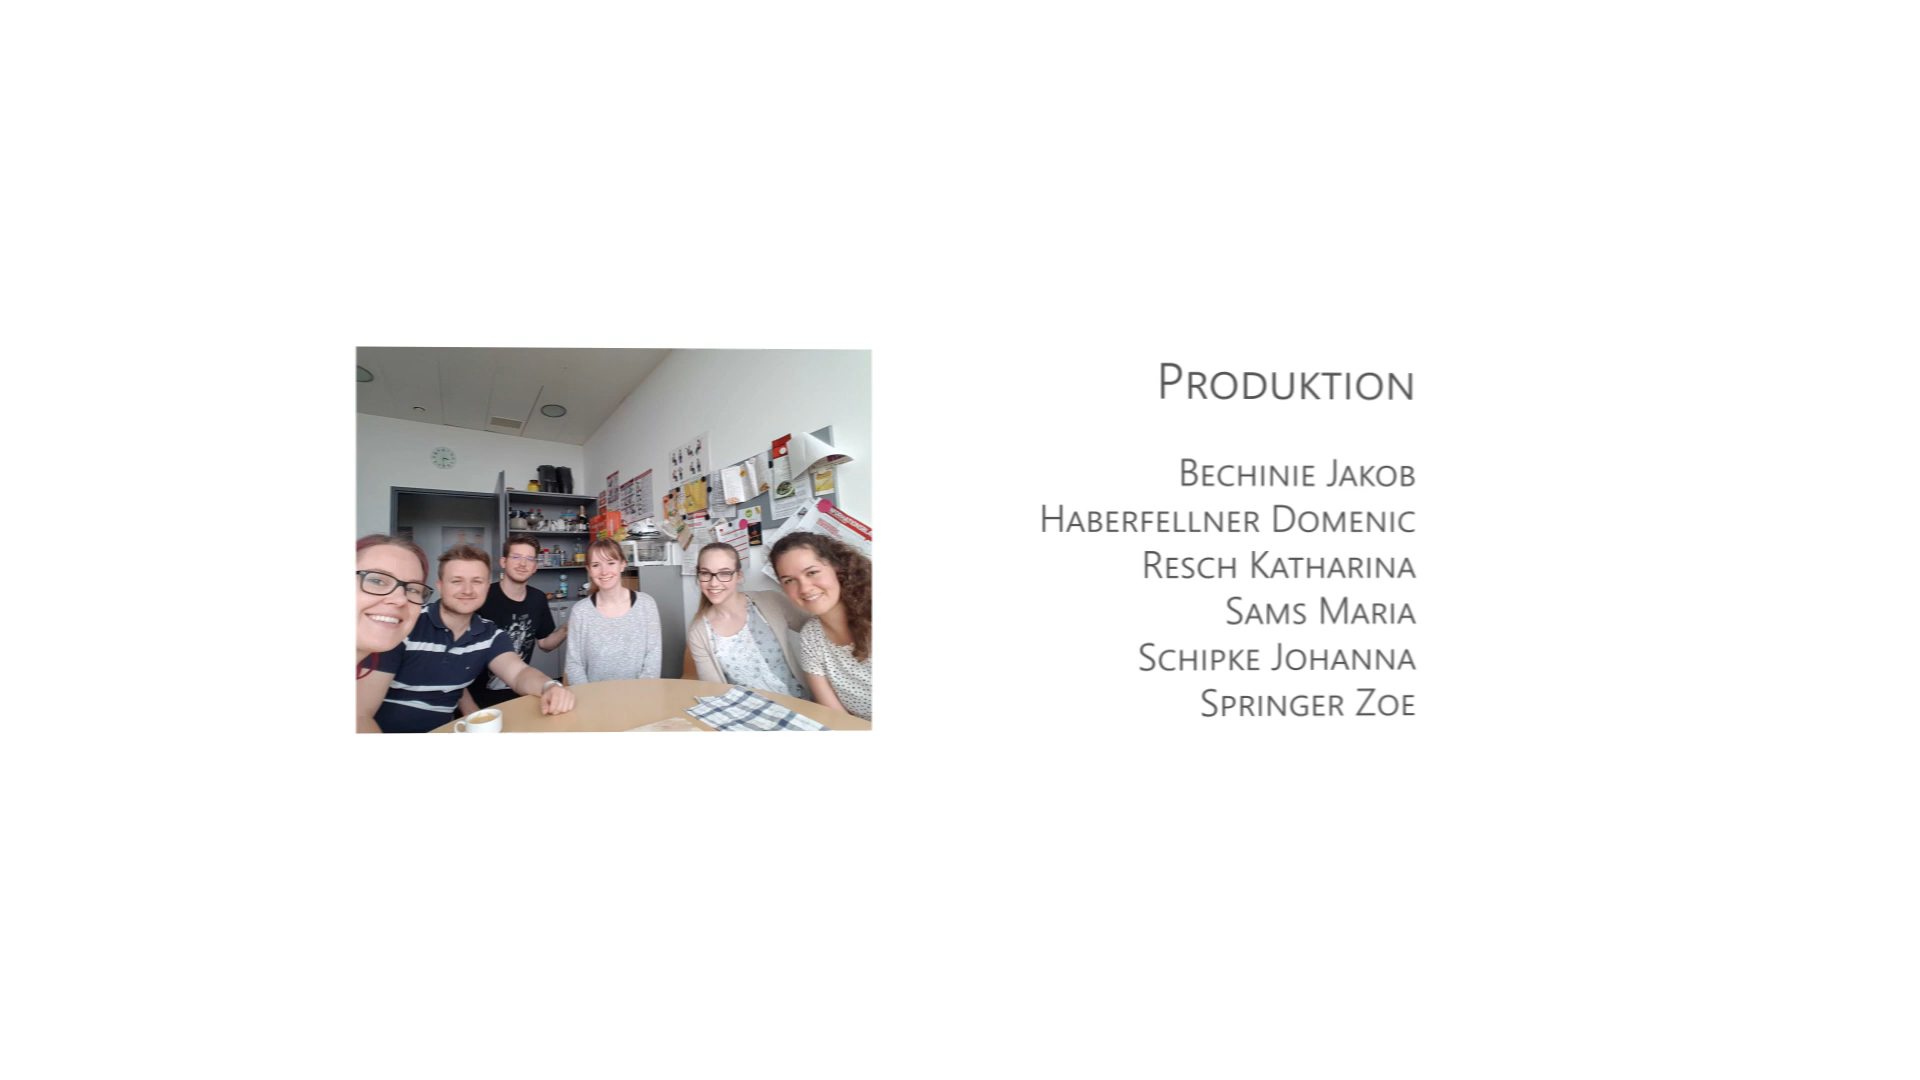 Produktion
Bechinie Jakob
Haberfellner Domenic
Resch Katharina
Sams Maria
Schipke Johanna
Springer Zoe